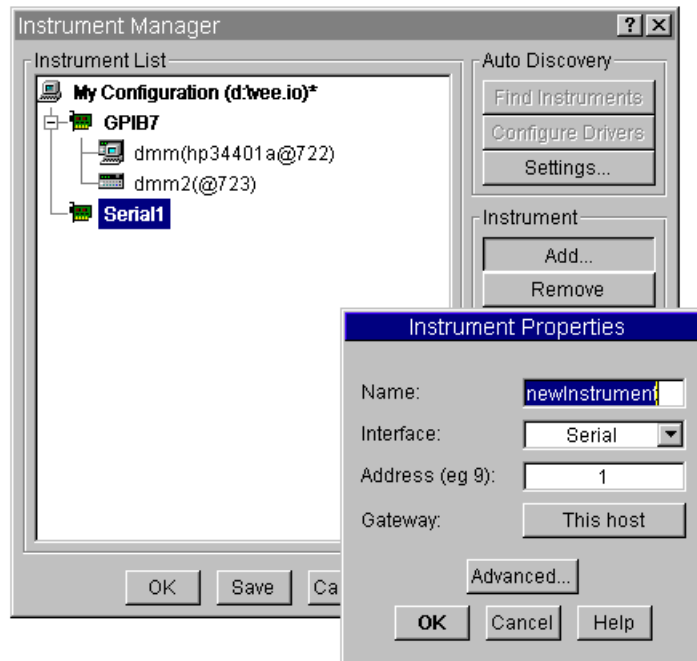 Instrument Manager
?
Instrument List
My Configuration (d:\vee.io)*
GPIB7
dmm(hp34401a@722)
dmm2(@723)
Serial1
Auto Discovery
Find Instruments
Configure Drivers
Settings...
Instrument
Add...
Remove
OK
Save
Ca
Instrument Properties
Name:
newInstrument
Interface:
Serial
Address (eg 9):
1
Gateway:
This host
Advanced...
OK
Cancel
Help